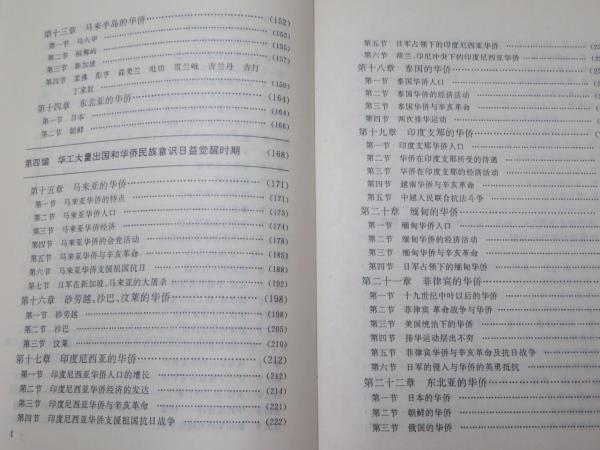 第十三章 马来半岛的华侨 (152)
第一节 马六甲 (152)
第二节 槟榔屿 (155)
第三节 新加坡 (157)
第四节 柔佛 彭亨 森美兰 吡叻 雪兰峨 吉兰丹 吉打
丁家奴 (160)
第十四章 东北亚的华侨 (164)
第一节 日本 (164)
第二节 朝鲜 (166)
第四编 华工大量出国和华侨民族意识日益觉醒时期 (168)
第十五章 马来亚的华侨 (171)
第一节 马来亚华侨的特点 (171)
第二节 马来亚华侨人口 (173)
第三节 马来亚华侨经济 (174)
第四节 马来亚华侨的会党活动 (178)
第五节 马来亚华侨与辛亥革命 (185)
第六节 马来亚华侨支援祖国抗日 (188)
第七节 日军在新加坡、马来亚的大屠杀 (192)
第十六章 砂劳越、沙巴、汶莱的华侨 (198)
第一节 砂劳越 (198)
第二节 沙巴 (205)
第三节 汶莱 (210)
第十七章 印度尼西亚的华侨 (212)
第一节 印度尼西亚华侨人口的增长 (212)
第二节 印度尼西亚华侨经济的发达 (214)
第三节 印度尼西亚华侨与辛亥革命 (221)
第四节 印度尼西亚华侨支援祖国抗日战争 (222)
4
第五节 日军占领下的印度尼西亚华侨
第六节 荷兰、印尼冲突下的印度尼西亚华侨
第十八章 泰国的华侨
第一节 泰国华侨人口
第二节 泰国华侨的经济活动
第三节 泰国华侨与辛亥革命
第四节 两次排华运动
第十九章 印度支那的华侨
第一节 印度支那华侨人口
第二节 华侨在印度支那所受的待遇
第三节 华侨在印度支那的经济活动
第四节 越南华侨与辛亥革命
第五节 中越人民联合抗法斗争
第二十章 缅甸的华侨
第一节 缅甸华侨人口
第二节 缅甸华侨的经济活动
第三节 缅甸华侨与辛亥革命
第四节 日军占领下的缅甸华侨
第二十一章 菲律宾的华侨
第一节 十九世纪中叶以后的华侨
第二节 菲律宾革命战争与华侨
第三节 美国统治下的华侨
第四节 排华运动层出不穷
第五节 菲律宾华侨与辛亥革命及抗日战争
第六节 日军的侵入与华侨的英勇抵抗
第二十二章 东北亚的华侨
第一节 日本的华侨
第二节 朝鲜的华侨
第三节 俄国的华侨